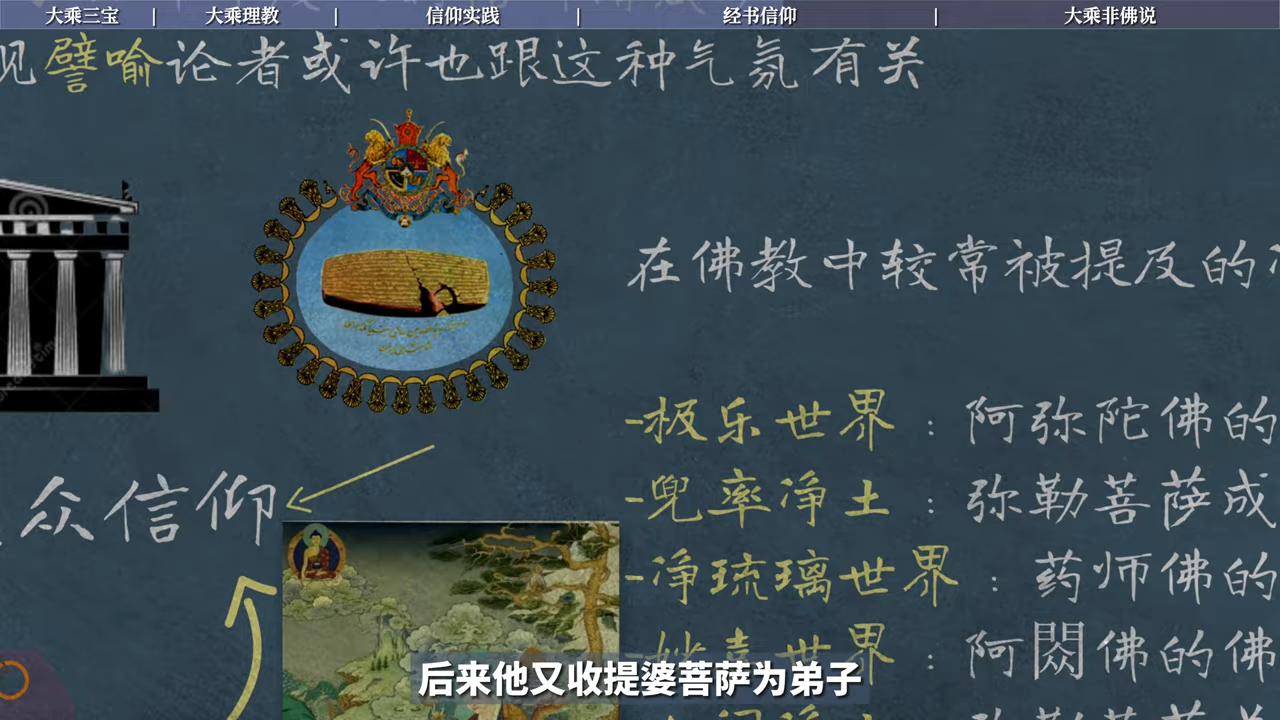 大乘三宝 | 大乘理教 | 信仰实践 | 经书信仰 | 大乘非佛说
现譬喻论者或许也跟这种气氛有关
在佛教中较常被提及的
-极乐世界：阿弥陀佛的
众信仰
-兜率净土：弥勒菩萨成
-净琉璃世界：药师佛的
-妙喜世界：阿閦佛的佛
后来他又收提婆菩萨为弟子